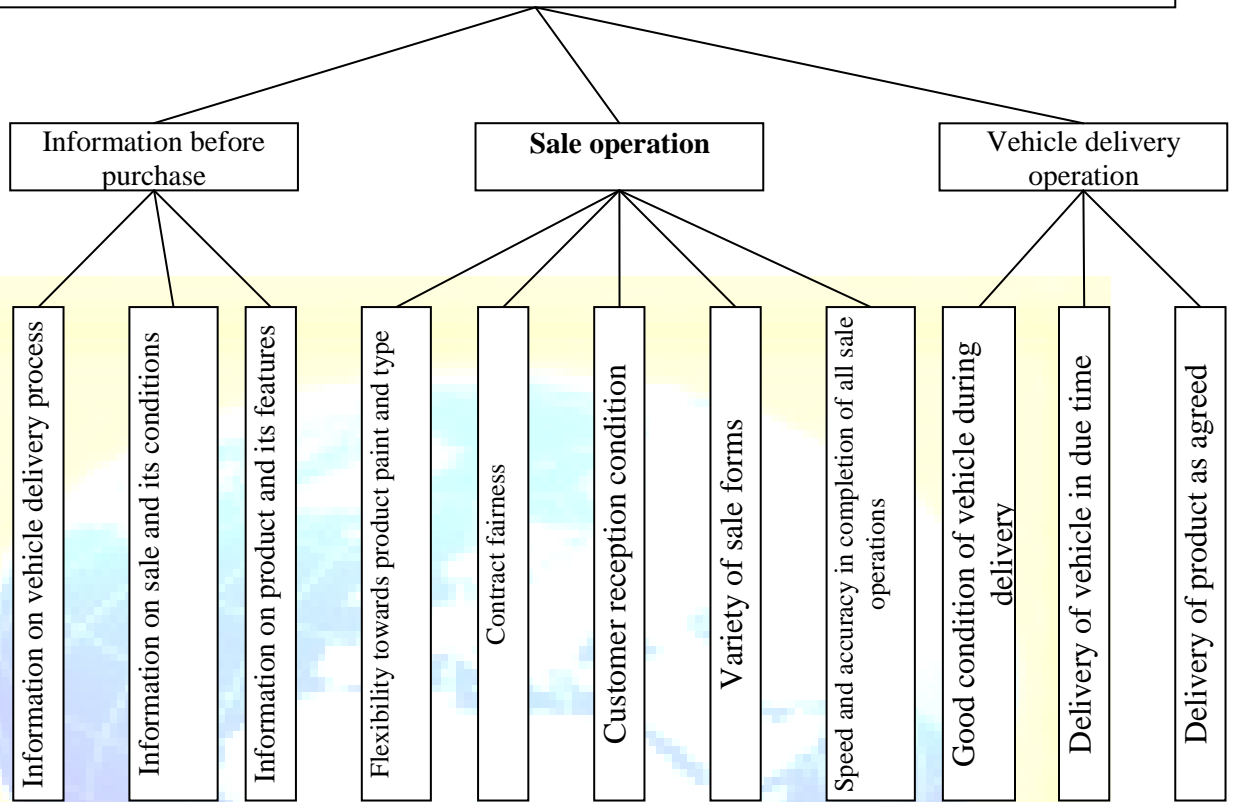 Information before
purchase
Sale operation
Vehicle delivery
operation
Information on vehicle delivery process
Information on sale and its conditions
Information on product and its features
Flexibility towards product paint and type
Contract fairness
Customer reception condition
Variety of sale forms
Speed and accuracy in completion of all sale
operations
Good condition of vehicle during
delivery
Delivery of vehicle in due time
Delivery of product as agreed